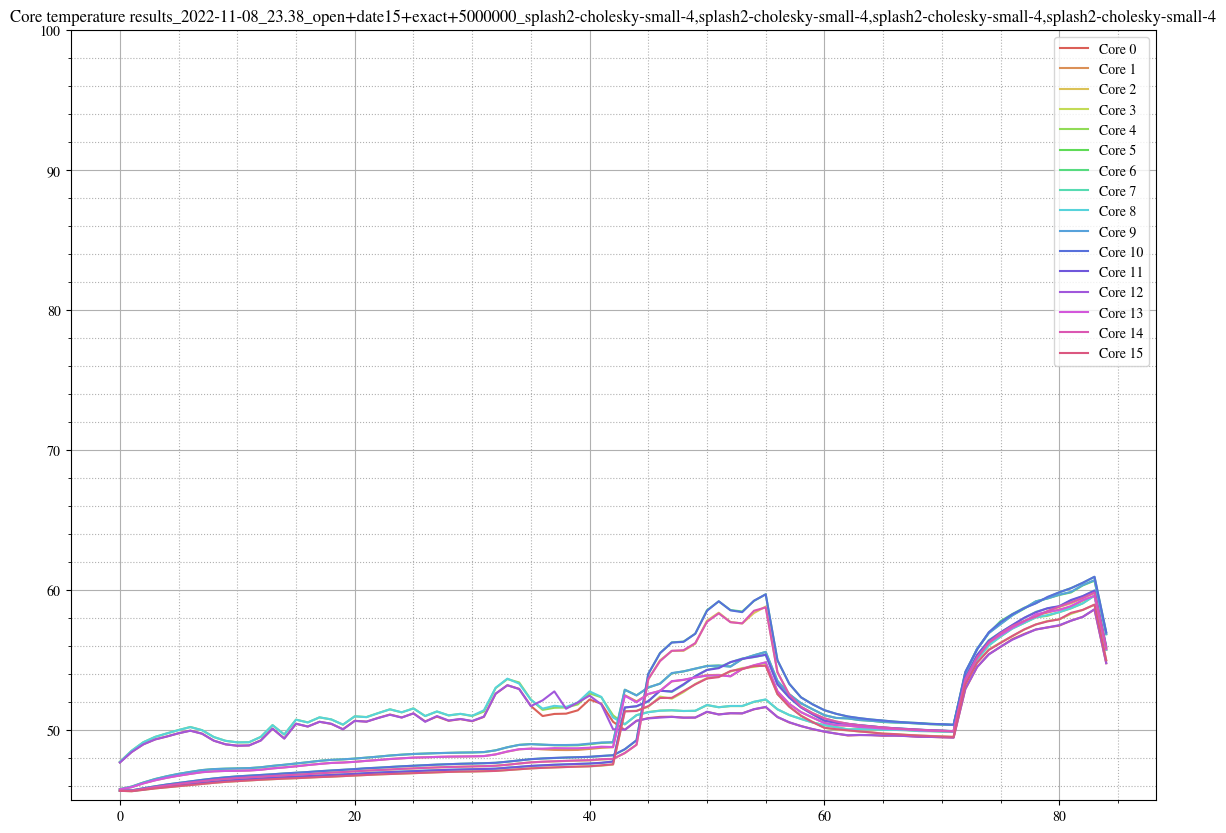 Core temperature results_2022-11-08_23.38_open+date15+exact+5000000_splash2-cholesky-small-4,splash2-cholesky-small-4,splash2-cholesky-small-4,splash2-cholesky-small-4
100
90
80
70
60
50
0
20
40
60
80
Core 0
Core 1
Core 2
Core 3
Core 4
Core 5
Core 6
Core 7
Core 8
Core 9
Core 10
Core 11
Core 12
Core 13
Core 14
Core 15